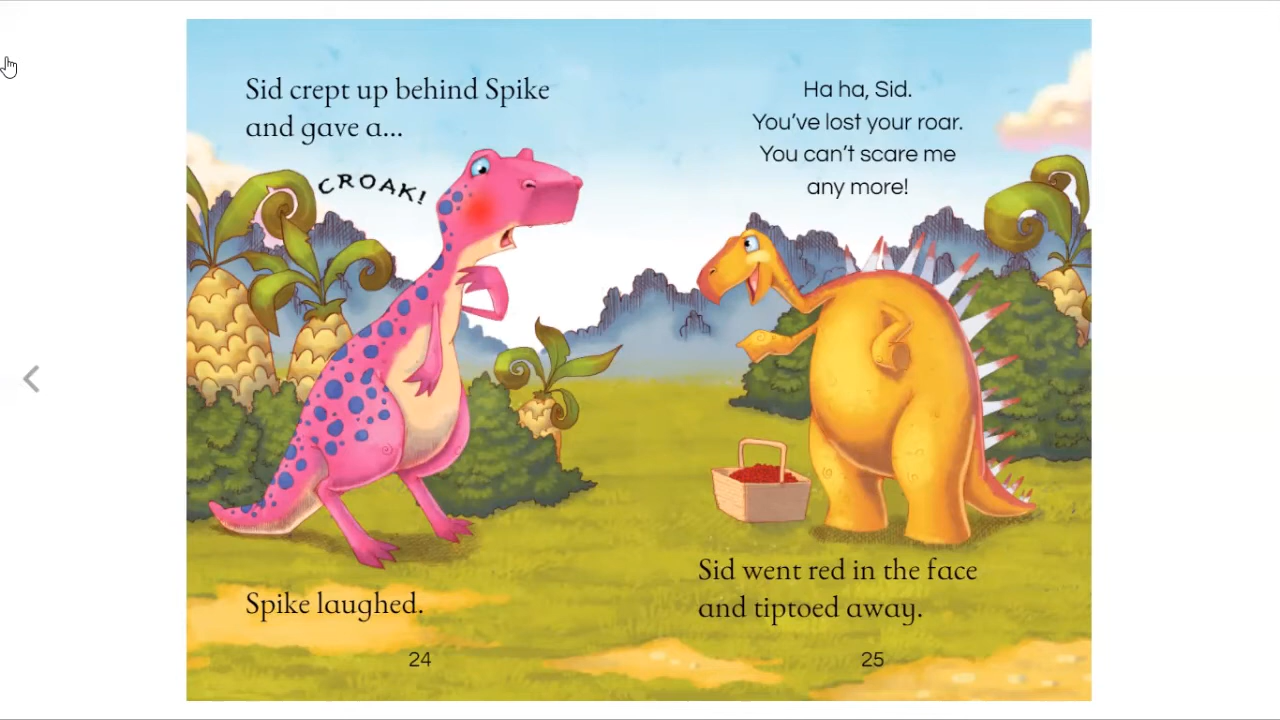 Sid crept up behind Spike
and gave a...
CROAK!
Spike laughed.
24
Ha ha, Sid.
You've lost your roar.
You can't scare me
any more!
Sid went red in the face
and tiptoed away.
25